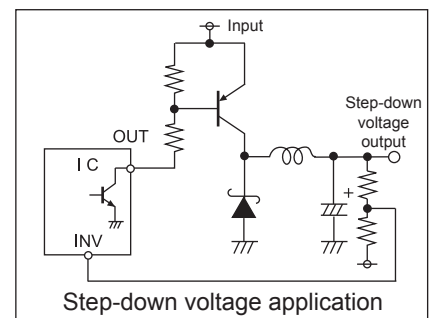 Input
Step-down
voltage
output
OUT
I C
+
INV
Step-down voltage application